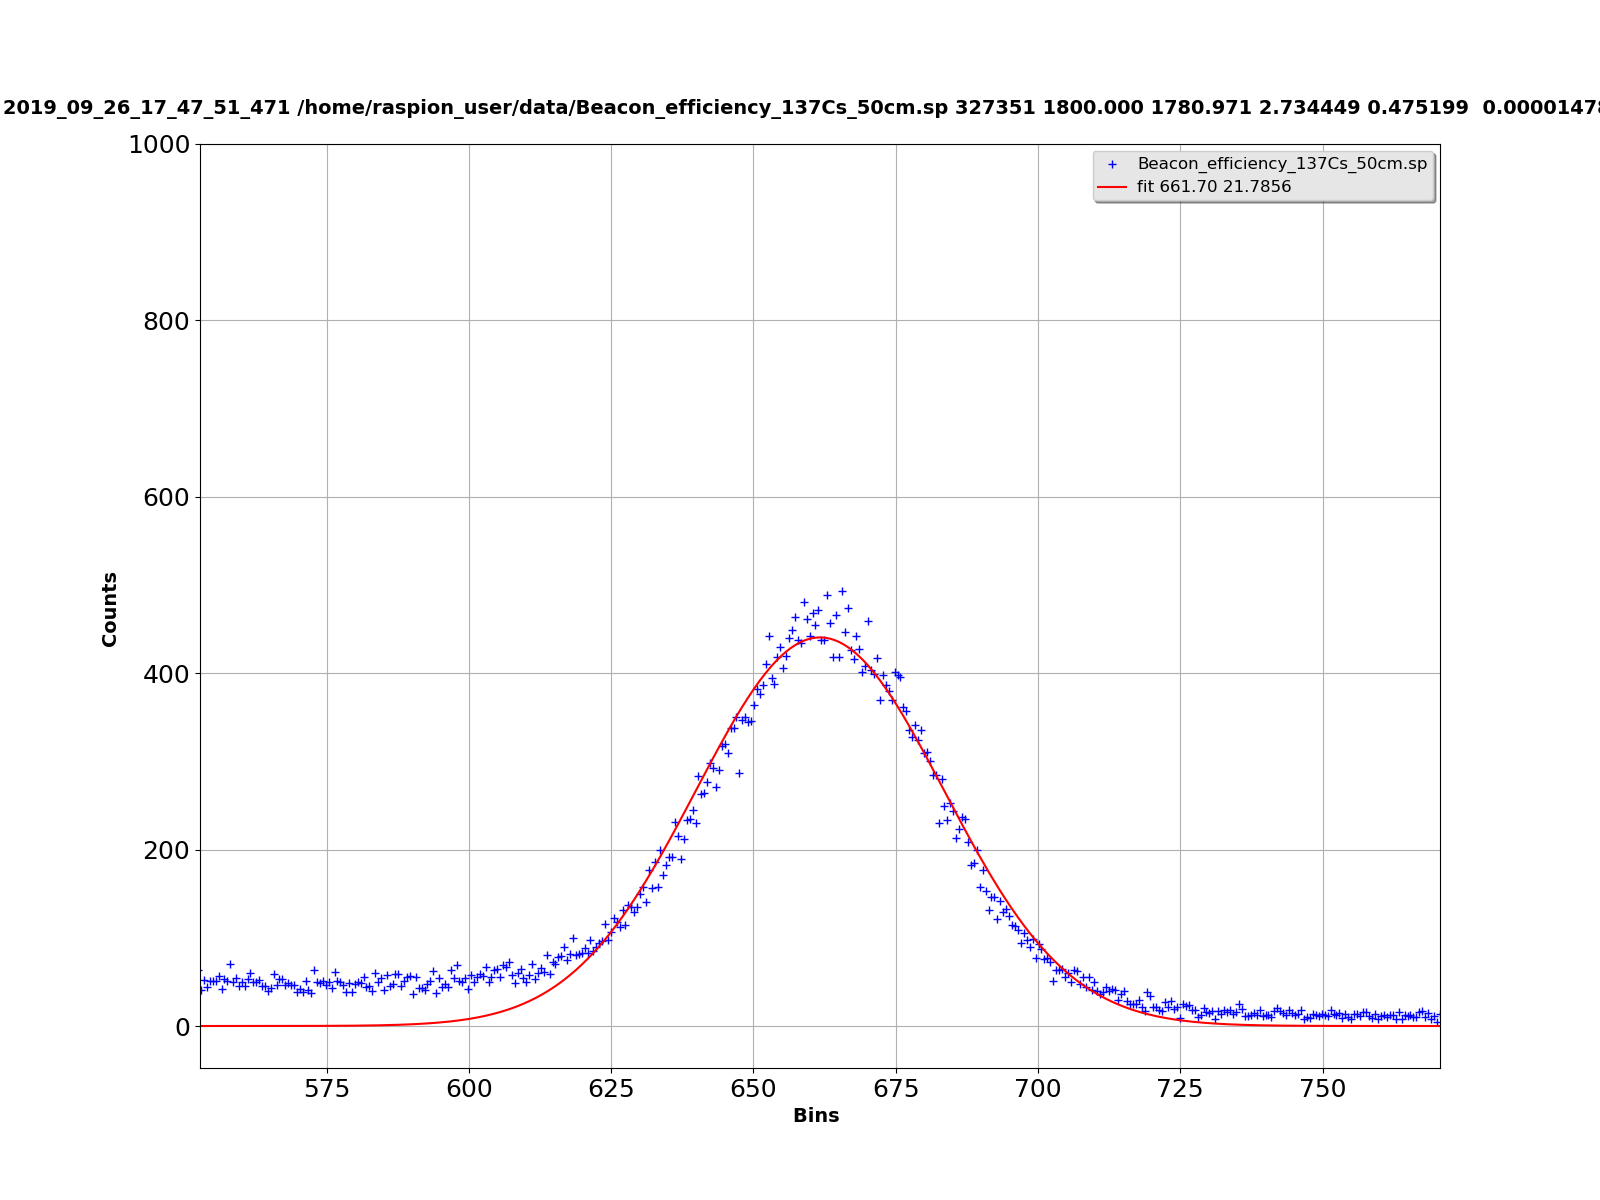 2019_09_26_17_47_51_471 /home/raspion_user/data/Beacon_efficiency_137Cs_50cm.sp 327351 1800.000 1780.971 2.734449 0.475199 0.00001478
1000
800
600
400
200
0
Counts
Beacon_efficiency_137Cs_50cm.sp
fit 661.70 21.7856
575 600 625 650 675 700 725 750
Bins